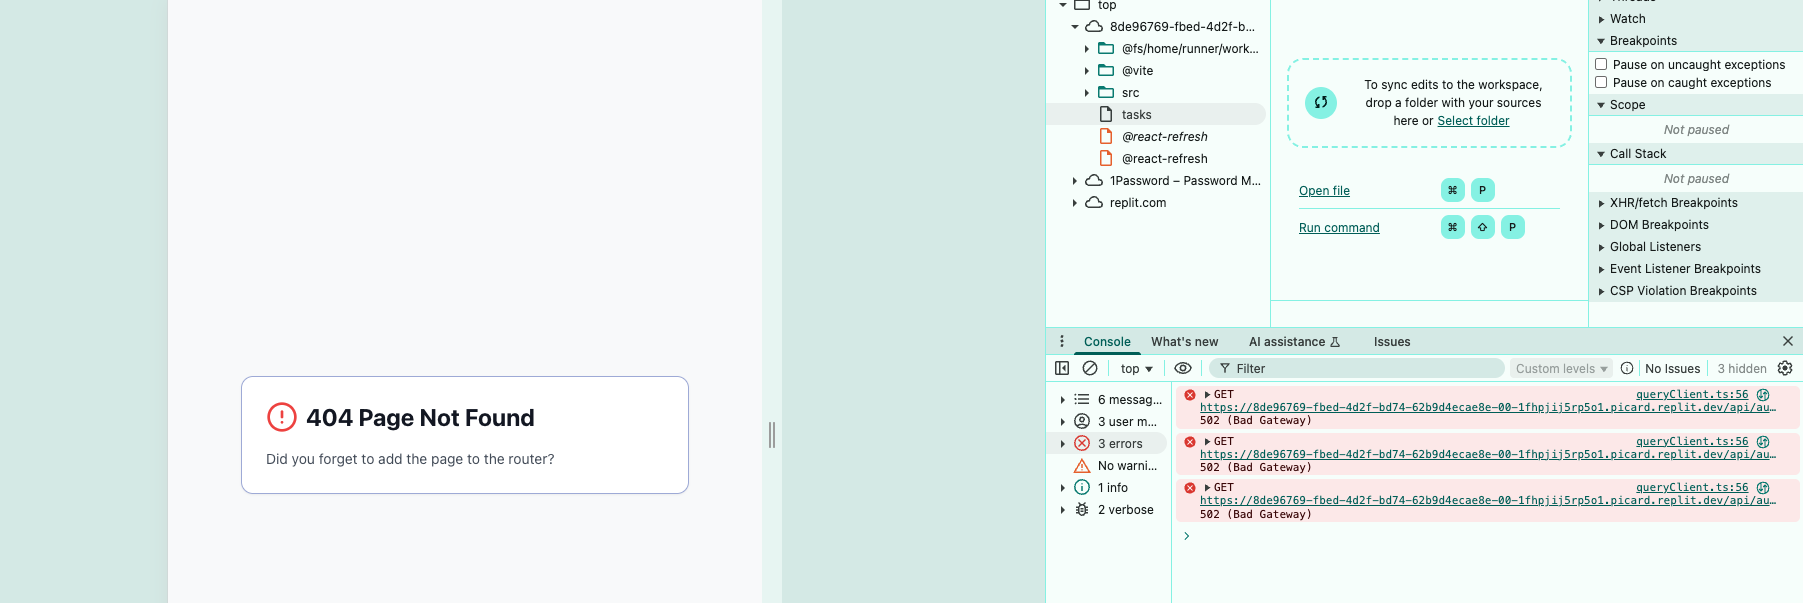 404 Page Not Found
Did you forget to add the page to the router?
top
8de96769-fbed-4d2f-b...
@fs/home/runner/work...
@vite
src
tasks
@react-refresh
@react-refresh
1Password – Password M...
replit.com
To sync edits to the workspace,
drop a folder with your sources
here or Select folder
Open file ⌘ P
Run command ⌘ ⇧ P
Threads
Watch
Breakpoints
Pause on uncaught exceptions
Pause on caught exceptions
Scope
Not paused
Call Stack
Not paused
XHR/fetch Breakpoints
DOM Breakpoints
Global Listeners
Event Listener Breakpoints
CSP Violation Breakpoints
Console What's new AI assistance Issues
top Filter Custom levels No Issues 3 hidden
6 messag...
3 user m...
3 errors
No warni...
1 info
2 verbose
GET queryClient.ts:56
https://8de96769-fbed-4d2f-bd74-62b9d4ecae8e-00-1fhpjij5rp5o1.picard.replit.dev/api/au…
502 (Bad Gateway)
GET queryClient.ts:56
https://8de96769-fbed-4d2f-bd74-62b9d4ecae8e-00-1fhpjij5rp5o1.picard.replit.dev/api/au…
502 (Bad Gateway)
GET queryClient.ts:56
https://8de96769-fbed-4d2f-bd74-62b9d4ecae8e-00-1fhpjij5rp5o1.picard.replit.dev/api/au…
502 (Bad Gateway)